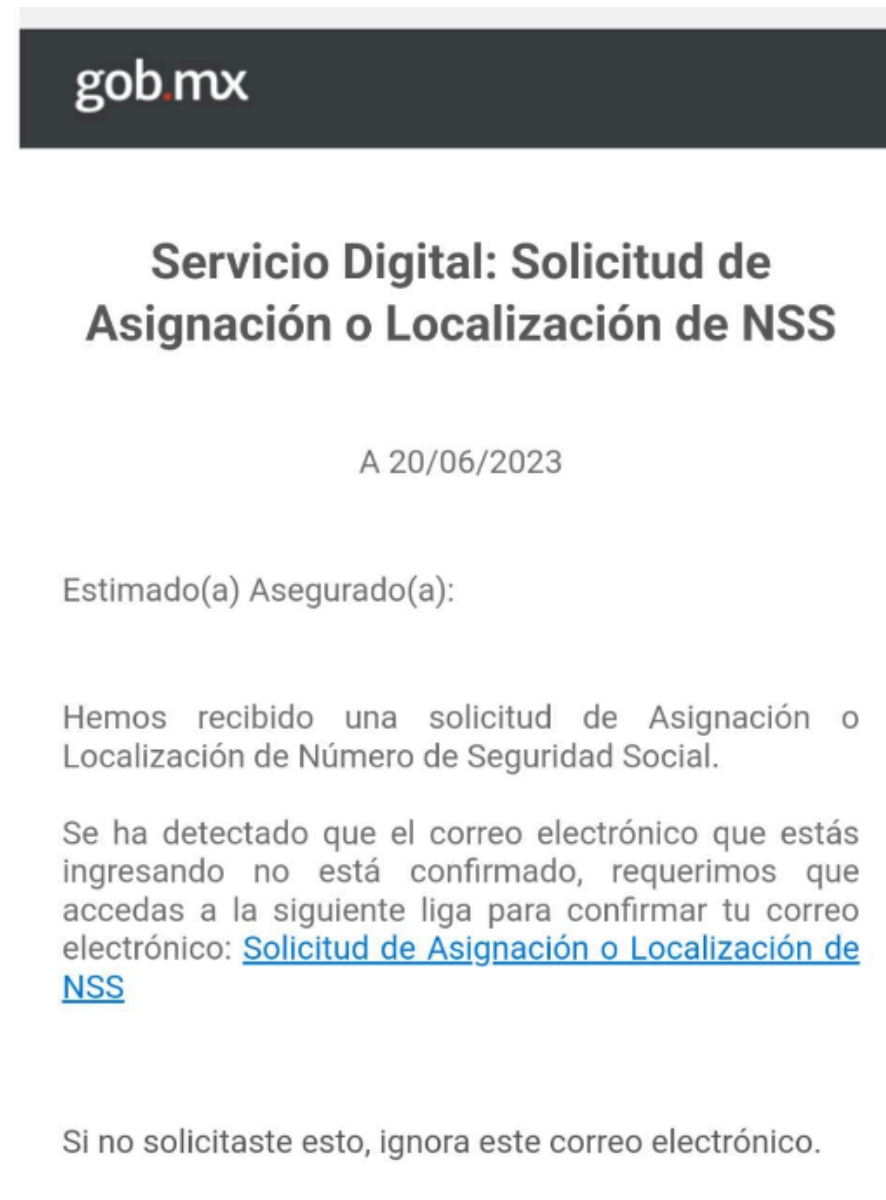 gob.mx
Servicio Digital: Solicitud de
Asignación o Localización de NSS
A 20/06/2023
Estimado(a) Asegurado(a):
Hemos recibido una solicitud de Asignación o
Localización de Número de Seguridad Social.
Se ha detectado que el correo electrónico que estás
ingresando no está confirmado, requerimos que
accedas a la siguiente liga para confirmar tu correo
electrónico: Solicitud de Asignación o Localización de
NSS
Si no solicitaste esto, ignora este correo electrónico.